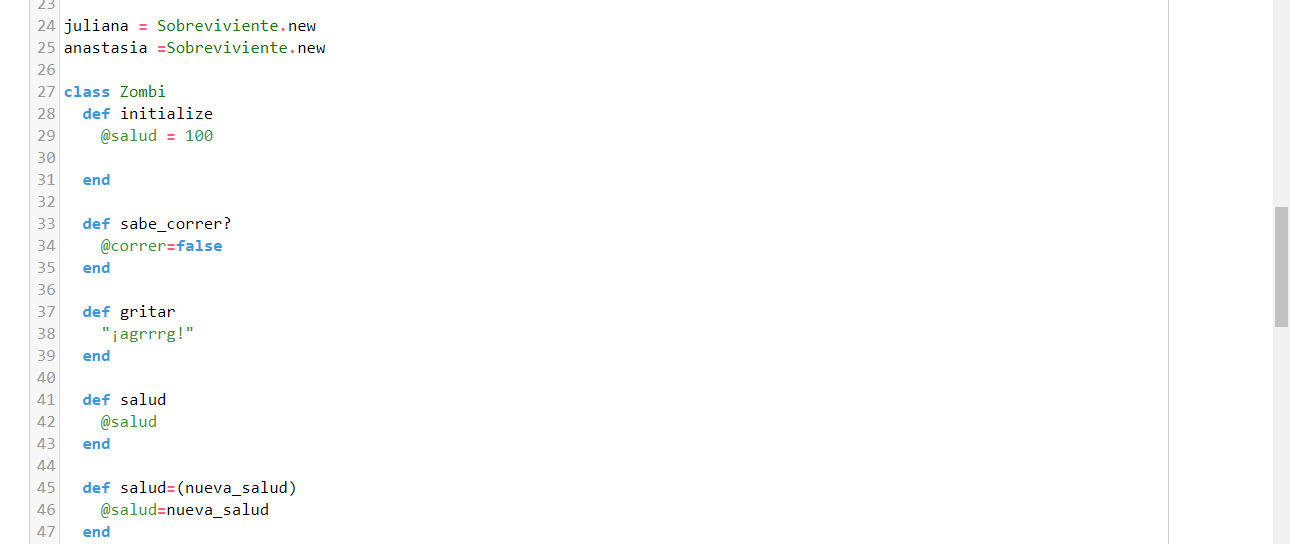 23
24 juliana = Sobreviviente.new
25 anastasia =Sobreviviente.new
26
27 class Zombi
28   def initialize
29     @salud = 100
30
31   end
32
33   def sabe_correr?
34     @correr=false
35   end
36
37   def gritar
38     "¡agrrrg!"
39   end
40
41   def salud
42     @salud
43   end
44
45   def salud=(nueva_salud)
46     @salud=nueva_salud
47   end